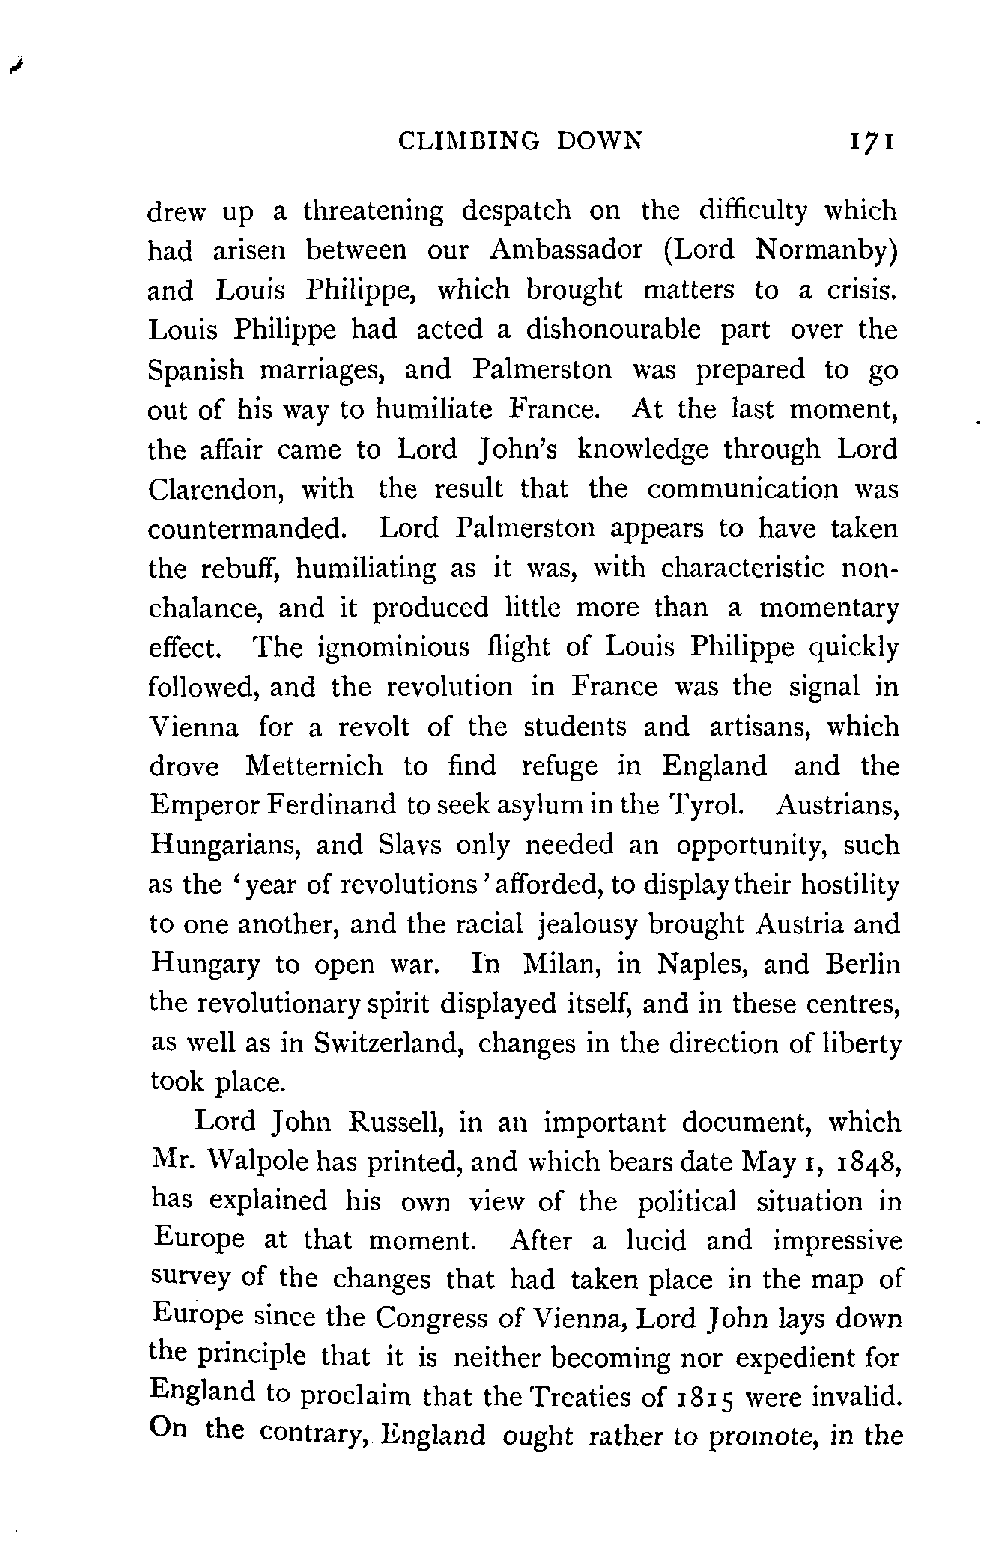 CLIMBING DOWN 171
drew up a threatening despatch on the difficulty which
had arisen between our Ambassador (Lord Normanby)
and Louis Philippe, which brought matters to a crisis.
Louis Philippe had acted a dishonourable part over the
Spanish marriages, and Palmerston was prepared to go
out of his way to humiliate France. At the last moment,
the affair came to Lord John's knowledge through Lord
Clarendon, with the result that the communication was
countermanded. Lord Palmerston appears to have taken
the rebuff, humiliating as it was, with characteristic non-
chalance, and it produced little more than a momentary
effect. The ignominious flight of Louis Philippe quickly
followed, and the revolution in France was the signal in
Vienna for a revolt of the students and artisans, which
drove Metternich to find refuge in England and the
Emperor Ferdinand to seek asylum in the Tyrol. Austrians,
Hungarians, and Slavs only needed an opportunity, such
as the ‘year of revolutions’ afforded, to display their hostility
to one another, and the racial jealousy brought Austria and
Hungary to open war. In Milan, in Naples, and Berlin
the revolutionary spirit displayed itself, and in these centres,
as well as in Switzerland, changes in the direction of liberty
took place.
Lord John Russell, in an important document, which
Mr. Walpole has printed, and which bears date May 1, 1848,
has explained his own view of the political situation in
Europe at that moment. After a lucid and impressive
survey of the changes that had taken place in the map of
Europe since the Congress of Vienna, Lord John lays down
the principle that it is neither becoming nor expedient for
England to proclaim that the Treaties of 1815 were invalid.
On the contrary, England ought rather to promote, in the